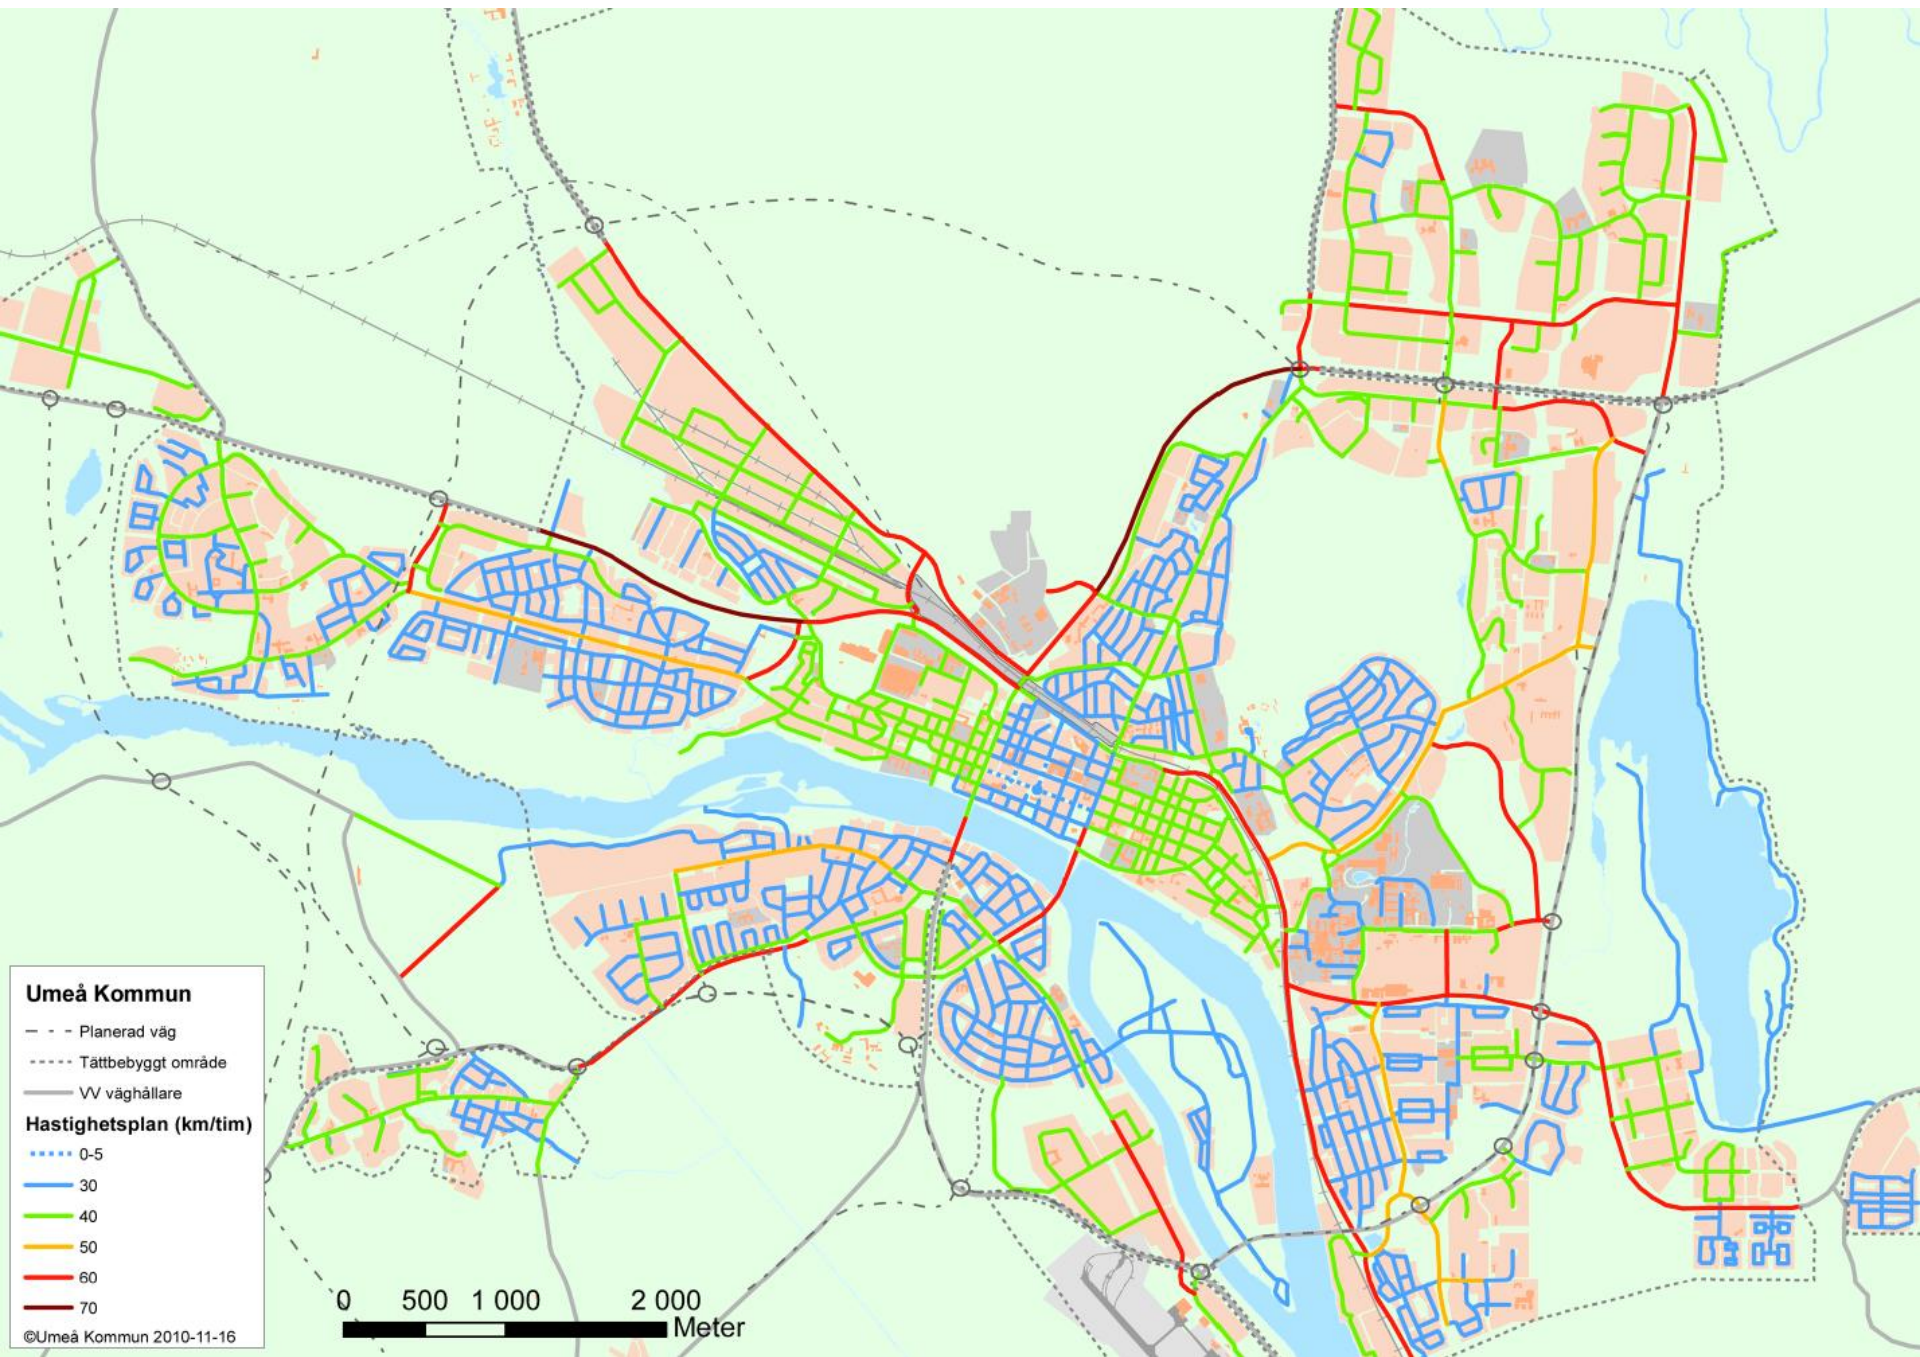 Umeå Kommun
Planerad väg
Tättbebyggt område
VV väghållare
Hastighetsplan (km/tim)
0-5
30
40
50
60
70
©Umeå Kommun 2010-11-16
0 500 1 000 2 000
Meter